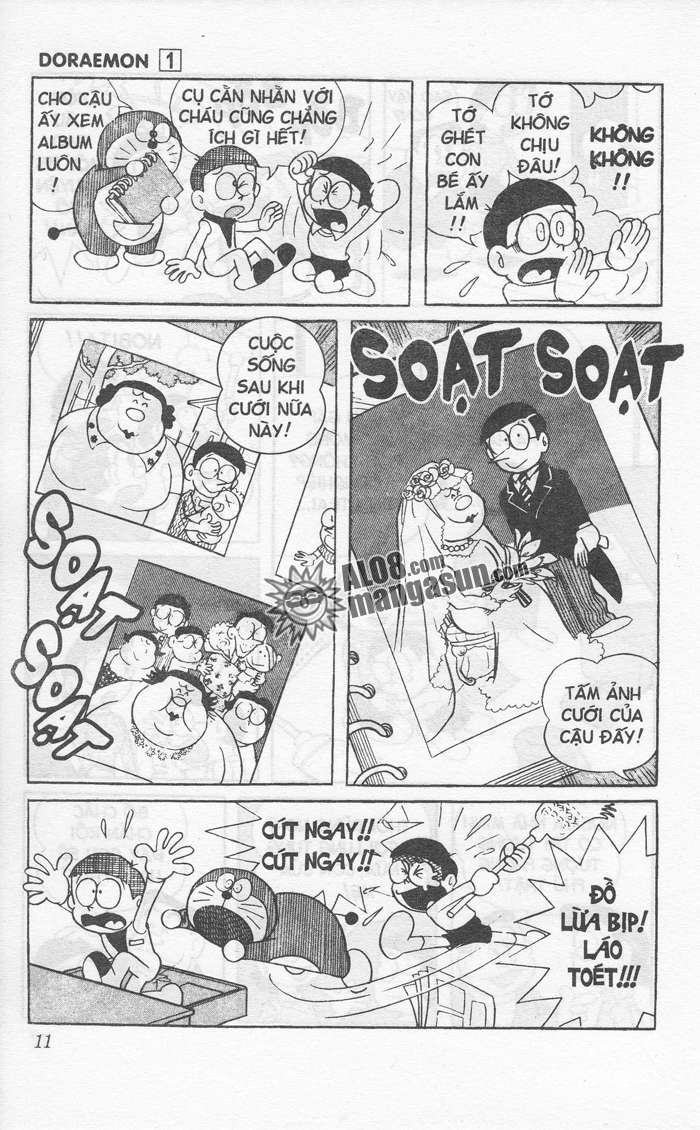 DORAEMON 1
KHÔNG
KHÔNG
!!
TỚ
KHÔNG
CHỊU
ĐÂU!
TỚ
GHÉT
CON
BÉ ẤY
LẮM
!!
CỤ CẰN NHẰN VỚI
CHÁU CŨNG CHẲNG
ÍCH GÌ HẾT!
CHO CẬU
ẤY XEM
ALBUM
LUÔN!
SOẠT SOẠT
TẤM ẢNH
CƯỚI CỦA
CẬU ĐẤY!
CUỘC
SỐNG
SAU KHI
CƯỚI NỮA
NÀY!
SOẠT
SOẠT
ALO8.com
mangasun.com
ĐỒ
LỪA BỊP!
LÁO
TOÉT!!!
CÚT NGAY!!
CÚT NGAY!!
11